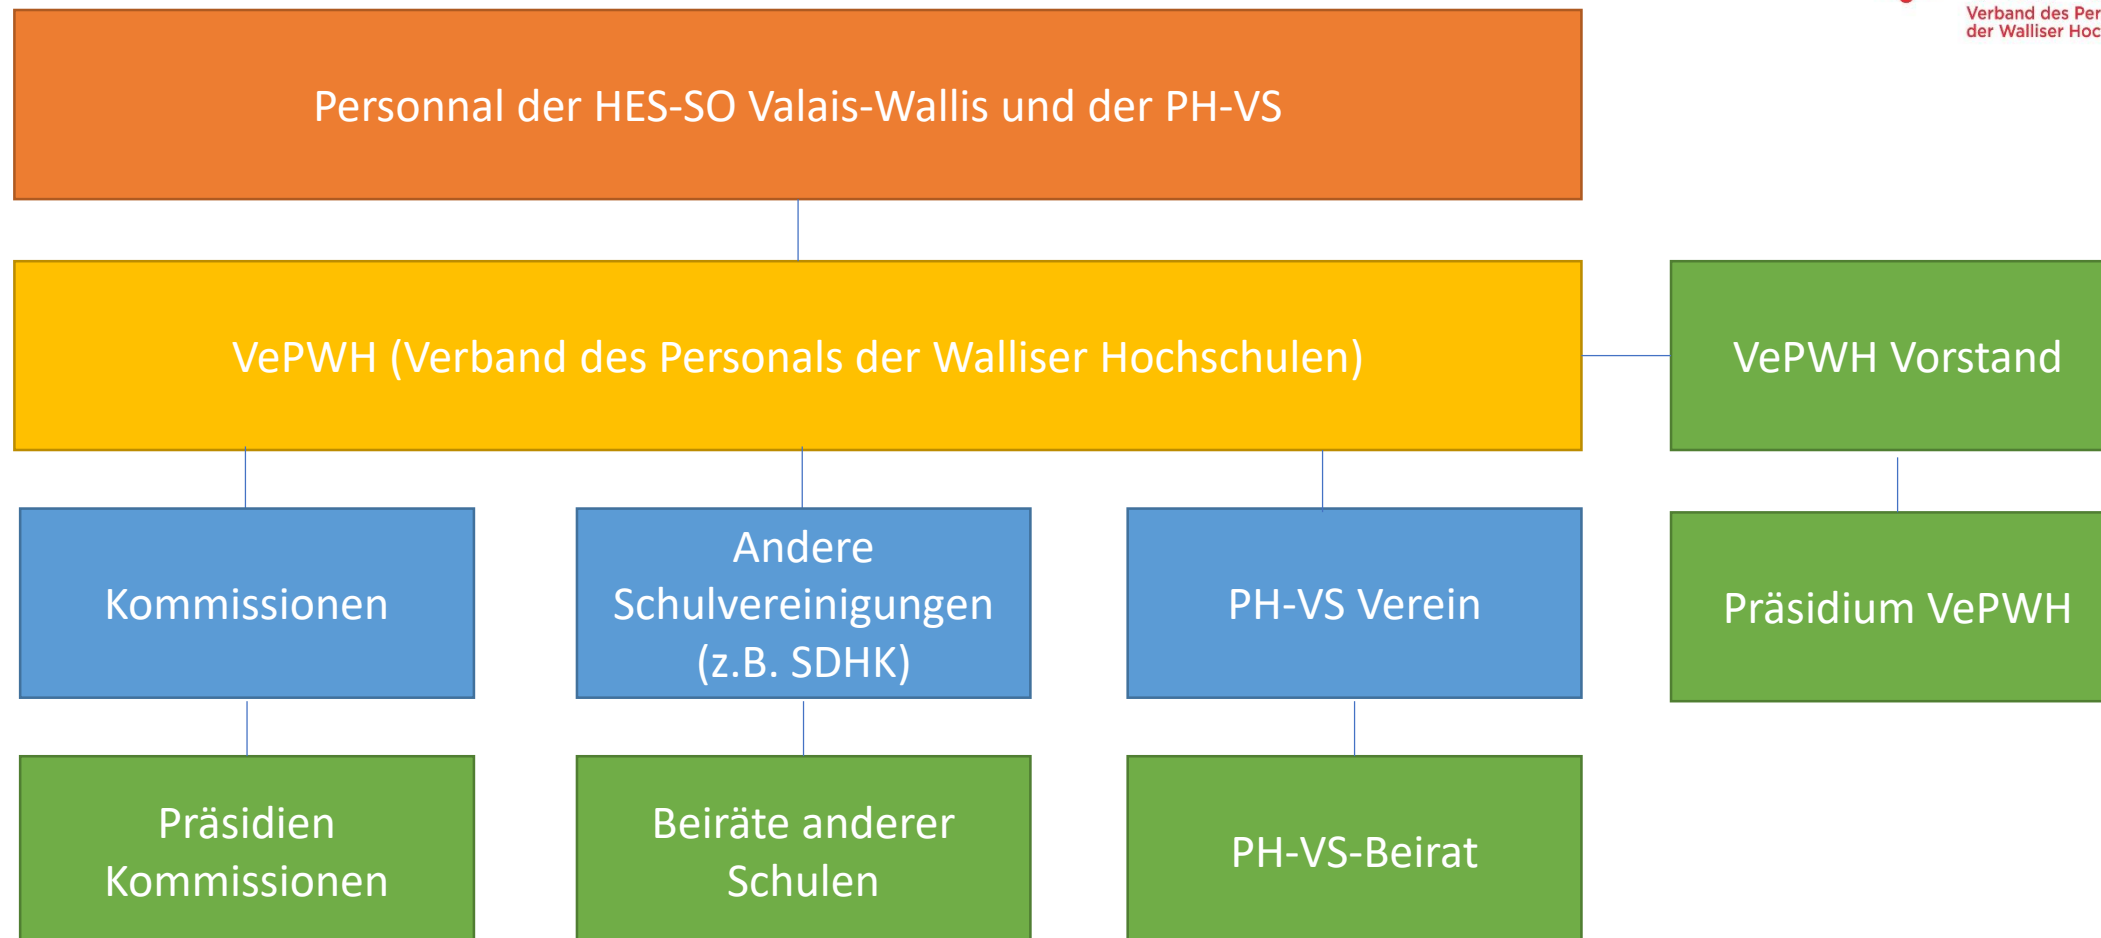 Verband des Per
der Walliser Hoc
Personnal der HES-SO Valais-Wallis und der PH-VS
VePWH (Verband des Personals der Walliser Hochschulen)
VePWH Vorstand
Kommissionen
Andere
Schulvereinigungen
(z.B. SDHK)
PH-VS Verein
Präsidium VePWH
Präsidien
Kommissionen
Beiräte anderer
Schulen
PH-VS-Beirat